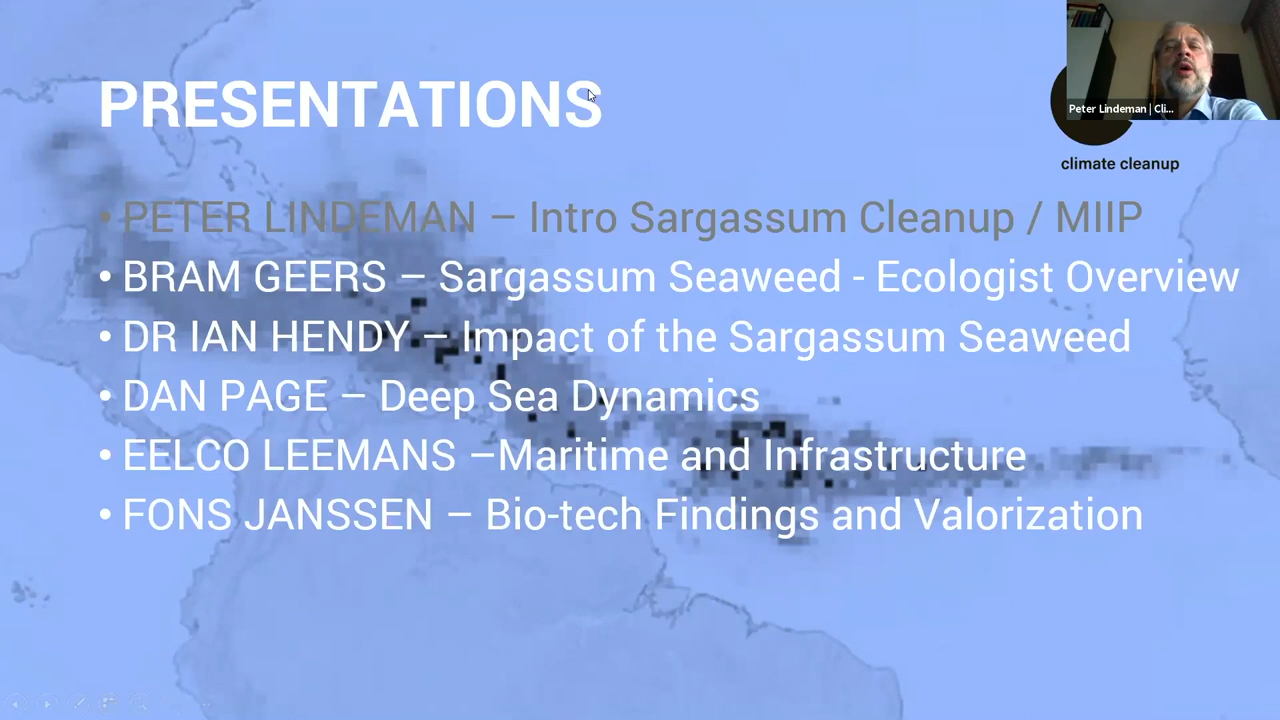 PRESENTATIONS
Peter Lindeman | Cli...
climate cleanup
• PETER LINDEMAN – Intro Sargassum Cleanup / MIIP
• BRAM GEERS – Sargassum Seaweed - Ecologist Overview
• DR IAN HENDY – Impact of the Sargassum Seaweed
• DAN PAGE – Deep Sea Dynamics
• EELCO LEEMANS –Maritime and Infrastructure
• FONS JANSSEN – Bio-tech Findings and Valorization